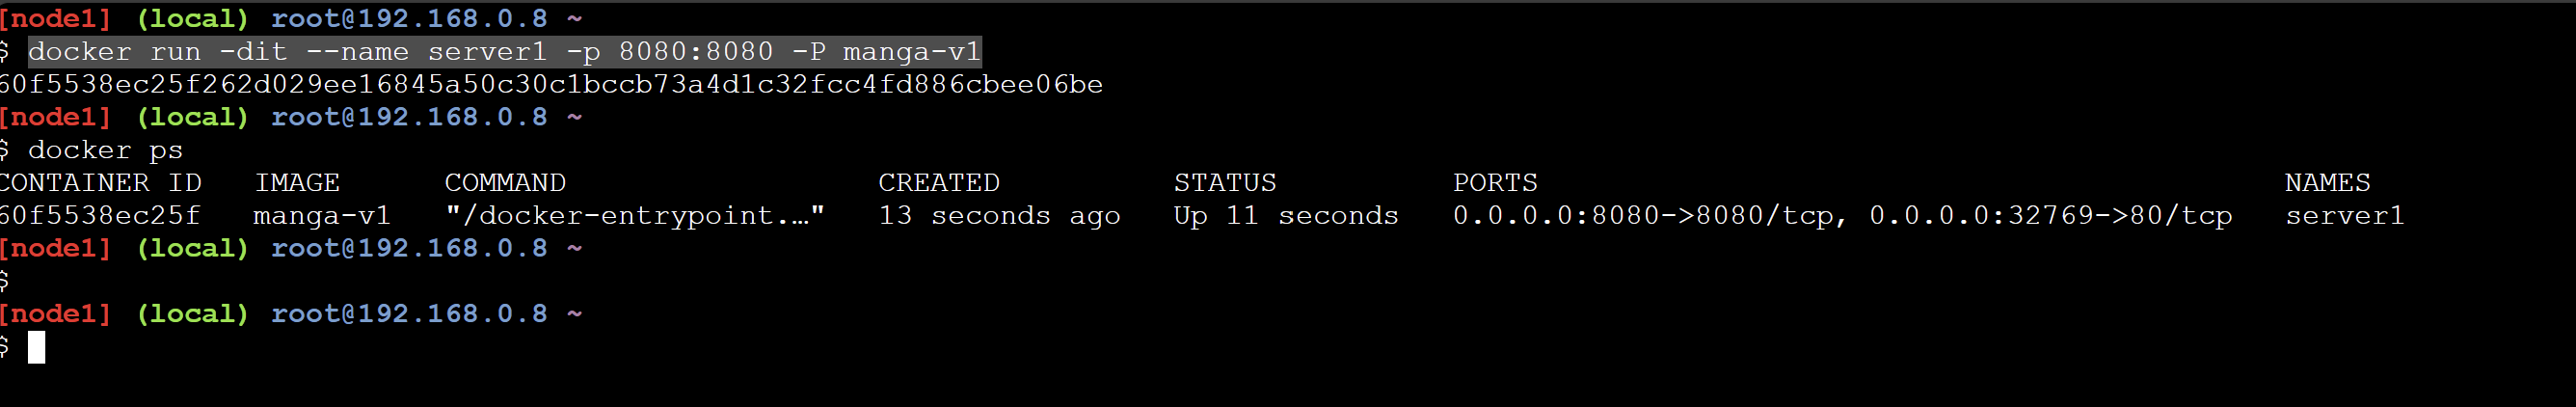 [node1] (local) root@192.168.0.8 ~
$ docker run -dit --name server1 -p 8080:8080 -P manga-v1
60f5538ec25f262d029ee16845a50c30c1bccb73a4d1c32fcc4fd886cbee06be
[node1] (local) root@192.168.0.8 ~
$ docker ps
CONTAINER ID   IMAGE      COMMAND                  CREATED          STATUS          PORTS                                           NAMES
60f5538ec25f   manga-v1   "/docker-entrypoint.…"   13 seconds ago   Up 11 seconds   0.0.0.0:8080->8080/tcp, 0.0.0.0:32769->80/tcp   server1
[node1] (local) root@192.168.0.8 ~
$
[node1] (local) root@192.168.0.8 ~
$